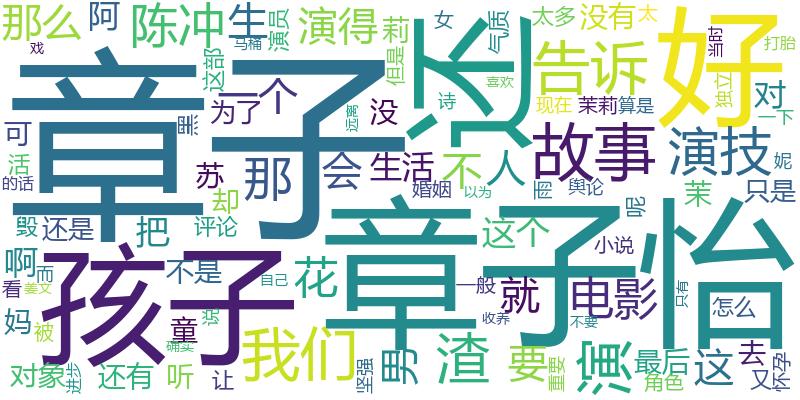 那么
阿
陈冲
生
演员
演得
莉
女
气质
太多
没有
太
当时
打胎
戏
马桶
这部
但是
诗
喜欢
告诉
独立
好
章子
还
为了
一个
没
远离
现在
茉莉
算是
对
一下
黑
可
活
的话
苏
那
会
生活
不
人
故事
演技
妮
却
婚姻
以为
雨
舆论
茉
只是
毁
还是
把
评论
章子怡
这个
呢
啊
而
不是
孩子
花
小说
看
姜文
自己
一般
就
电影
只有
怎么
妈
被
童
说
我们
收养
不要
去
确实
男
渣
要
演
最后
这
对象
进步
还有
听
让
坚强
重要
角色
又
怀孕